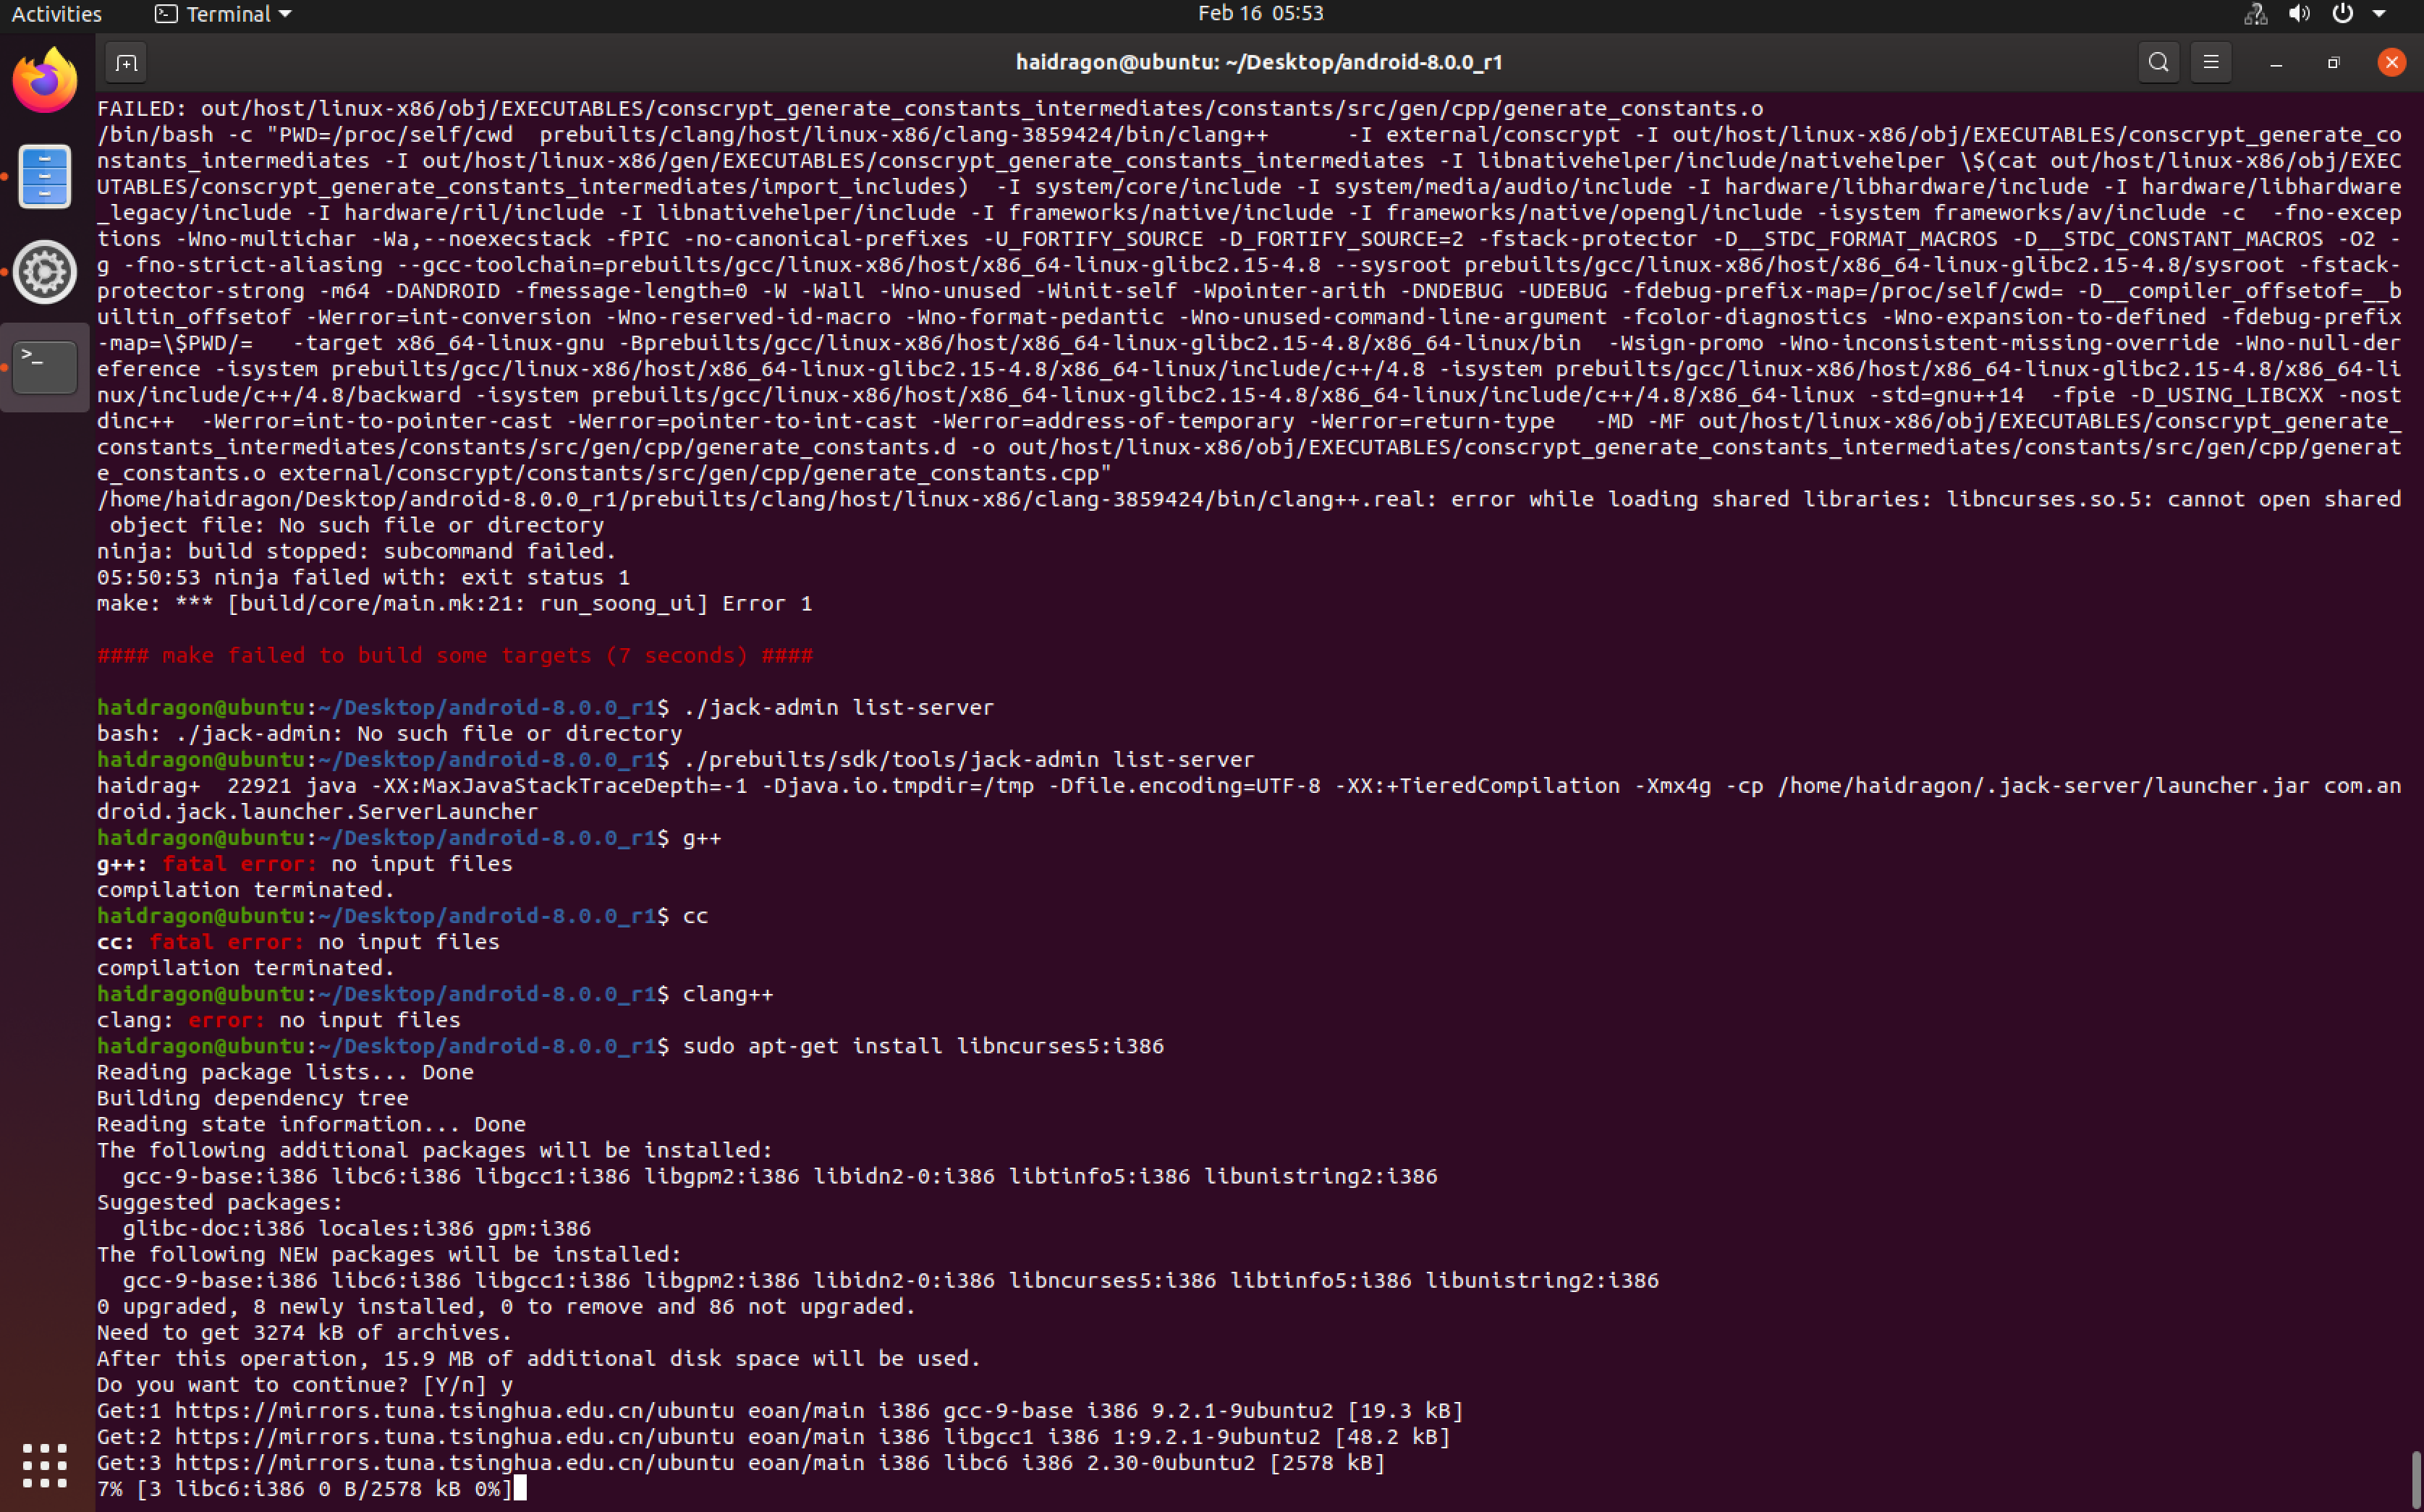 Activities
Terminal
Feb 16 05:53
haidragon@ubuntu: ~/Desktop/android-8.0.0_r1
FAILED: out/host/linux-x86/obj/EXECUTABLES/conscrypt_generate_constants_intermediates/constants/src/gen/cpp/generate_constants.o
/bin/bash -c "PWD=/proc/self/cwd  prebuilts/clang/host/linux-x86/clang-3859424/bin/clang++      -I external/conscrypt -I out/host/linux-x86/obj/EXECUTABLES/conscrypt_generate_co
nstants_intermediates -I out/host/linux-x86/gen/EXECUTABLES/conscrypt_generate_constants_intermediates -I libnativehelper/include/nativehelper \$(cat out/host/linux-x86/obj/EXEC
UTABLES/conscrypt_generate_constants_intermediates/import_includes)  -I system/core/include -I system/media/audio/include -I hardware/libhardware/include -I hardware/libhardware
_legacy/include -I hardware/ril/include -I libnativehelper/include -I frameworks/native/include -I frameworks/native/opengl/include -isystem frameworks/av/include -c  -fno-excep
tions -Wno-multichar -Wa,--noexecstack -fPIC -no-canonical-prefixes -U_FORTIFY_SOURCE -D_FORTIFY_SOURCE=2 -fstack-protector -D__STDC_FORMAT_MACROS -D__STDC_CONSTANT_MACROS -O2 -
g -fno-strict-aliasing --gcc-toolchain=prebuilts/gcc/linux-x86/host/x86_64-linux-glibc2.15-4.8 --sysroot prebuilts/gcc/linux-x86/host/x86_64-linux-glibc2.15-4.8/sysroot -fstack-
protector-strong -m64 -DANDROID -fmessage-length=0 -W -Wall -Wno-unused -Winit-self -Wpointer-arith -DNDEBUG -UDEBUG -fdebug-prefix-map=/proc/self/cwd= -D__compiler_offsetof=__b
uiltin_offsetof -Werror=int-conversion -Wno-reserved-id-macro -Wno-format-pedantic -Wno-unused-command-line-argument -fcolor-diagnostics -Wno-expansion-to-defined -fdebug-prefix
-map=\$PWD/=   -target x86_64-linux-gnu -Bprebuilts/gcc/linux-x86/host/x86_64-linux-glibc2.15-4.8/x86_64-linux/bin  -Wsign-promo -Wno-inconsistent-missing-override -Wno-null-der
eference -isystem prebuilts/gcc/linux-x86/host/x86_64-linux-glibc2.15-4.8/x86_64-linux/include/c++/4.8 -isystem prebuilts/gcc/linux-x86/host/x86_64-linux-glibc2.15-4.8/x86_64-li
nux/include/c++/4.8/backward -isystem prebuilts/gcc/linux-x86/host/x86_64-linux-glibc2.15-4.8/x86_64-linux/include/c++/4.8/x86_64-linux -std=gnu++14  -fpie -D_USING_LIBCXX -nost
dinc++  -Werror=int-to-pointer-cast -Werror=pointer-to-int-cast -Werror=address-of-temporary -Werror=return-type   -MD -MF out/host/linux-x86/obj/EXECUTABLES/conscrypt_generate_
constants_intermediates/constants/src/gen/cpp/generate_constants.d -o out/host/linux-x86/obj/EXECUTABLES/conscrypt_generate_constants_intermediates/constants/src/gen/cpp/generat
e_constants.o external/conscrypt/constants/src/gen/cpp/generate_constants.cpp"
/home/haidragon/Desktop/android-8.0.0_r1/prebuilts/clang/host/linux-x86/clang-3859424/bin/clang++.real: error while loading shared libraries: libncurses.so.5: cannot open shared
 object file: No such file or directory
ninja: build stopped: subcommand failed.
05:50:53 ninja failed with: exit status 1
make: *** [build/core/main.mk:21: run_soong_ui] Error 1
#### make failed to build some targets (7 seconds) ####
haidragon@ubuntu:~/Desktop/android-8.0.0_r1$ ./jack-admin list-server
bash: ./jack-admin: No such file or directory
haidragon@ubuntu:~/Desktop/android-8.0.0_r1$ ./prebuilts/sdk/tools/jack-admin list-server
haidrag+  22921 java -XX:MaxJavaStackTraceDepth=-1 -Djava.io.tmpdir=/tmp -Dfile.encoding=UTF-8 -XX:+TieredCompilation -Xmx4g -cp /home/haidragon/.jack-server/launcher.jar com.an
droid.jack.launcher.ServerLauncher
haidragon@ubuntu:~/Desktop/android-8.0.0_r1$ g++
g++: fatal error: no input files
compilation terminated.
haidragon@ubuntu:~/Desktop/android-8.0.0_r1$ cc
cc: fatal error: no input files
compilation terminated.
haidragon@ubuntu:~/Desktop/android-8.0.0_r1$ clang++
clang: error: no input files
haidragon@ubuntu:~/Desktop/android-8.0.0_r1$ sudo apt-get install libncurses5:i386
Reading package lists... Done
Building dependency tree
Reading state information... Done
The following additional packages will be installed:
  gcc-9-base:i386 libc6:i386 libgcc1:i386 libgpm2:i386 libidn2-0:i386 libtinfo5:i386 libunistring2:i386
Suggested packages:
  glibc-doc:i386 locales:i386 gpm:i386
The following NEW packages will be installed:
  gcc-9-base:i386 libc6:i386 libgcc1:i386 libgpm2:i386 libidn2-0:i386 libncurses5:i386 libtinfo5:i386 libunistring2:i386
0 upgraded, 8 newly installed, 0 to remove and 86 not upgraded.
Need to get 3274 kB of archives.
After this operation, 15.9 MB of additional disk space will be used.
Do you want to continue? [Y/n] y
Get:1 https://mirrors.tuna.tsinghua.edu.cn/ubuntu eoan/main i386 gcc-9-base i386 9.2.1-9ubuntu2 [19.3 kB]
Get:2 https://mirrors.tuna.tsinghua.edu.cn/ubuntu eoan/main i386 libgcc1 i386 1:9.2.1-9ubuntu2 [48.2 kB]
Get:3 https://mirrors.tuna.tsinghua.edu.cn/ubuntu eoan/main i386 libc6 i386 2.30-0ubuntu2 [2578 kB]
7% [3 libc6:i386 0 B/2578 kB 0%]